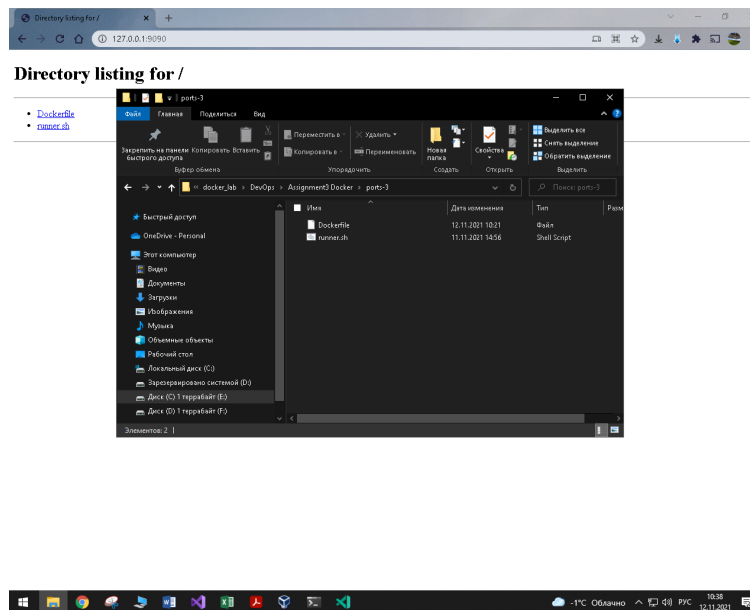 Directory listing for /
127.0.0.1:9090
Directory listing for /
Dockerfile
runner.sh
ports-3
Файл
Главная
Поделиться
Вид
Закрепить на панели быстрого доступа
Копировать
Вставить
Буфер обмена
Переместить в
Копировать в
Удалить
Переименовать
Упорядочить
Новая папка
Создать
Свойства
Открыть
Выделить все
Снять выделение
Обратить выделение
Выделить
« docker_lab > DevOps > Assignment3 Docker > ports-3
Поиск: ports-3
Имя
Дата изменения
Тип
Разм
Dockerfile 12.11.2021 10:21 Файл
runner.sh 11.11.2021 14:56 Shell Script
Быстрый доступ
OneDrive - Personal
Этот компьютер
Видео
Документы
Загрузки
Изображения
Музыка
Объемные объекты
Рабочий стол
Локальный диск (C:)
Зарезервировано системой (D:)
Диск (C) 1 террабайт (E:)
Диск (D) 1 террабайт (F:)
Элементов: 2
-1°C Облачно
РУС
10:38
12.11.2021